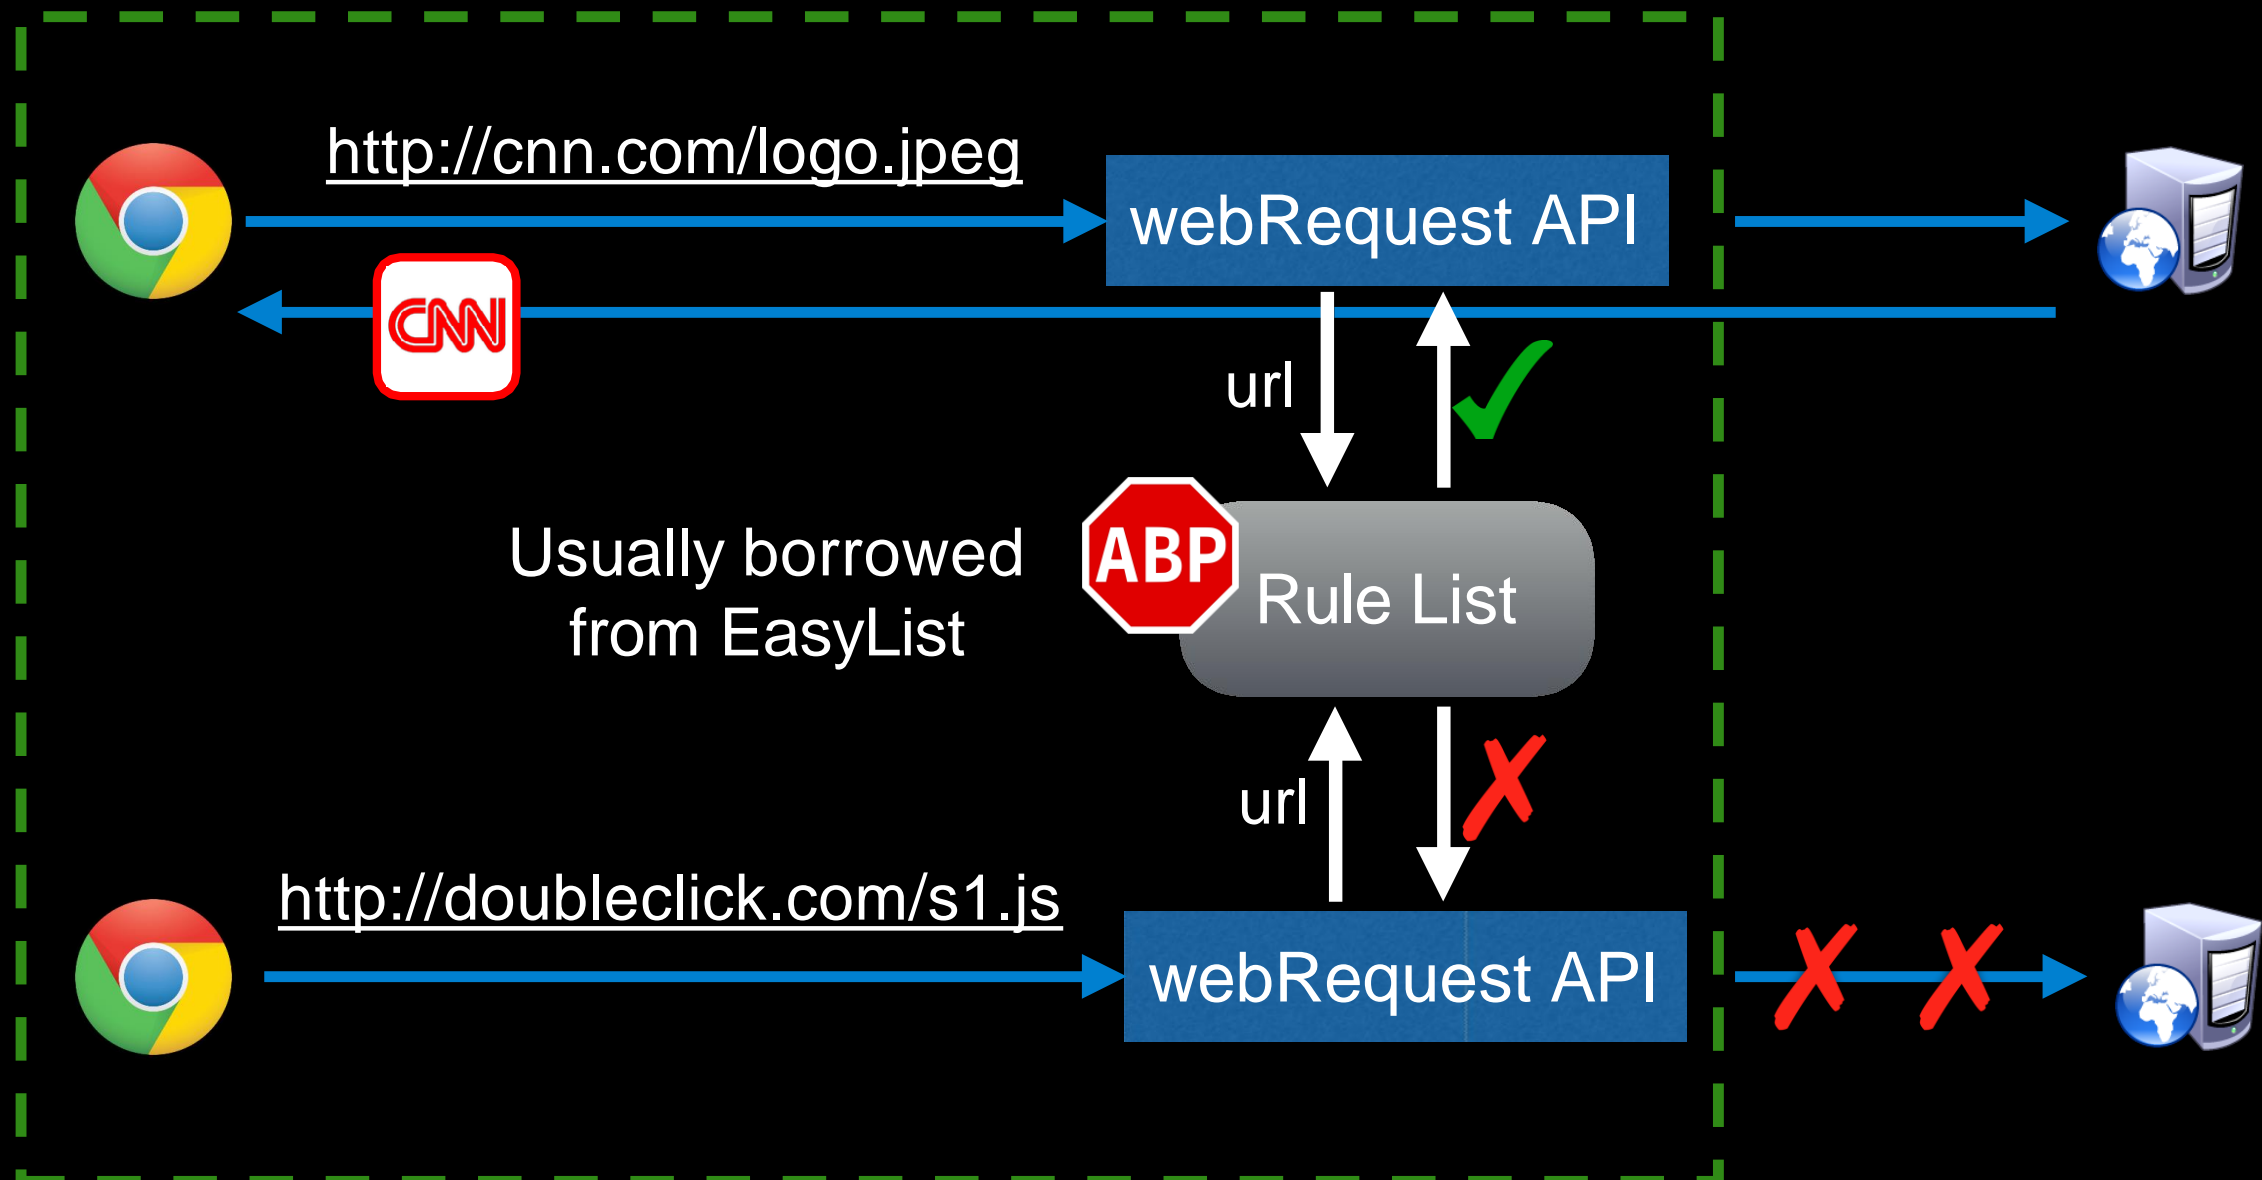 http://cnn.com/logo.jpeg
webRequest API
CNN
url
ABP
Usually borrowed
from EasyList
Rule List
url
http://doubleclick.com/s1.js
webRequest API